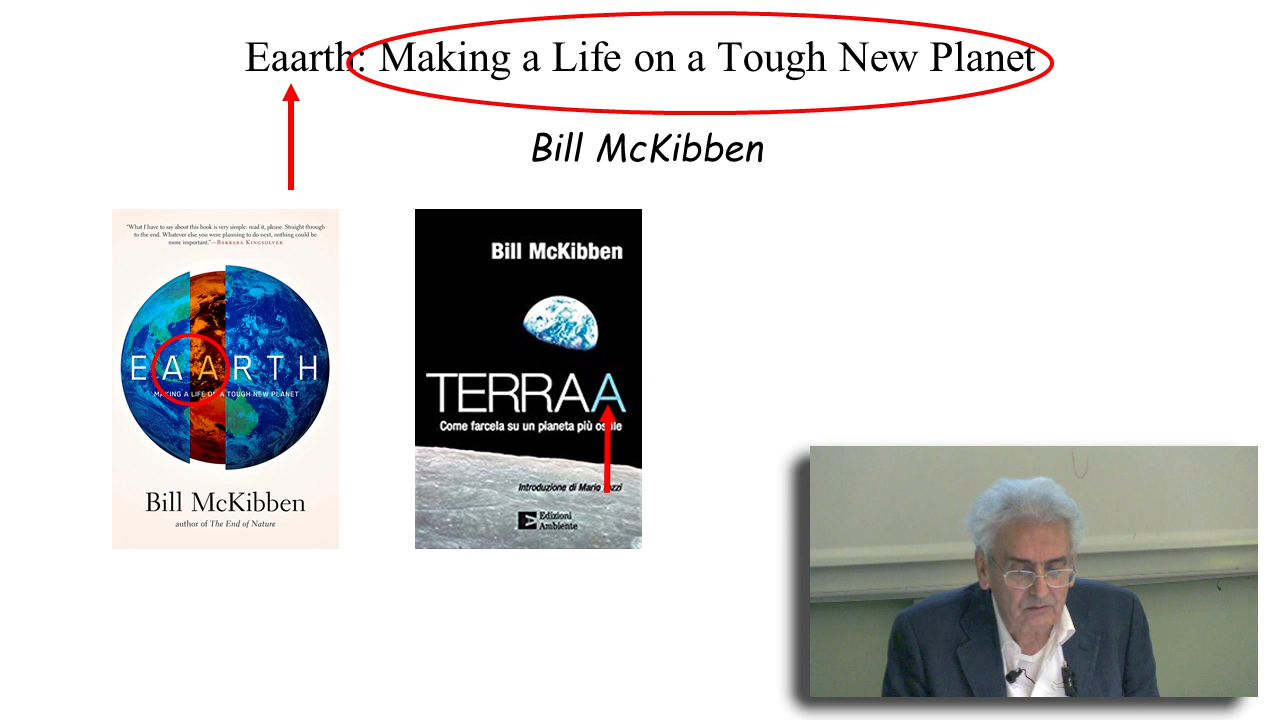 Eaarth: Making a Life on a Tough New Planet
Bill McKibben
"What I have to say about this book is very simple: read it, please. Straight through
to the end. Whatever else you were planning to do next, nothing could be
more important."—BARBARA KINGSOLVER
EAARTH
MAKING A LIFE ON A TOUGH NEW PLANET
Bill McKibben
author of The End of Nature
Bill McKibben
TERRAA
Come farcela su un pianeta più ostile
Introduzione di Mario Tozzi
Edizioni
Ambiente